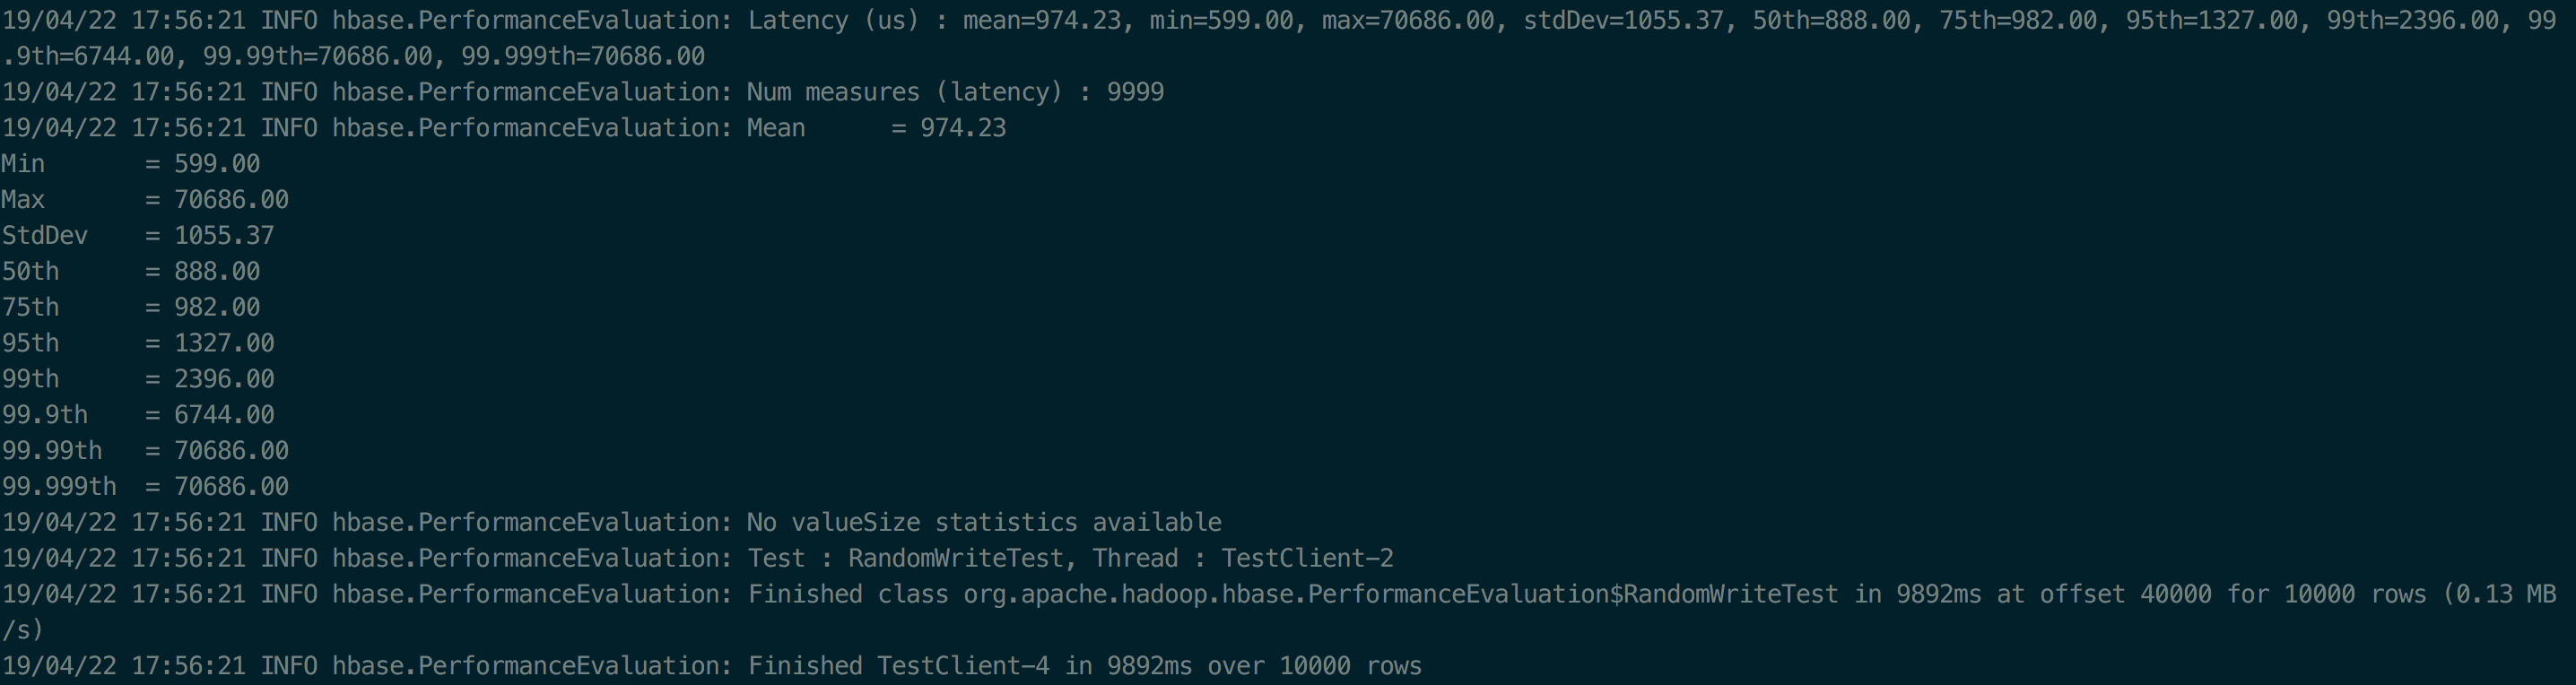 19/04/22 17:56:21 INFO hbase.PerformanceEvaluation: Latency (us) : mean=974.23, min=599.00, max=70686.00, stdDev=1055.37, 50th=888.00, 75th=982.00, 95th=1327.00, 99th=2396.00, 99
.9th=6744.00, 99.99th=70686.00, 99.999th=70686.00
19/04/22 17:56:21 INFO hbase.PerformanceEvaluation: Num measures (latency) : 9999
19/04/22 17:56:21 INFO hbase.PerformanceEvaluation: Mean      = 974.23
Min       = 599.00
Max       = 70686.00
StdDev    = 1055.37
50th      = 888.00
75th      = 982.00
95th      = 1327.00
99th      = 2396.00
99.9th    = 6744.00
99.99th   = 70686.00
99.999th  = 70686.00
19/04/22 17:56:21 INFO hbase.PerformanceEvaluation: No valueSize statistics available
19/04/22 17:56:21 INFO hbase.PerformanceEvaluation: Test : RandomWriteTest, Thread : TestClient-2
19/04/22 17:56:21 INFO hbase.PerformanceEvaluation: Finished class org.apache.hadoop.hbase.PerformanceEvaluation$RandomWriteTest in 9892ms at offset 40000 for 10000 rows (0.13 MB
/s)
19/04/22 17:56:21 INFO hbase.PerformanceEvaluation: Finished TestClient-4 in 9892ms over 10000 rows